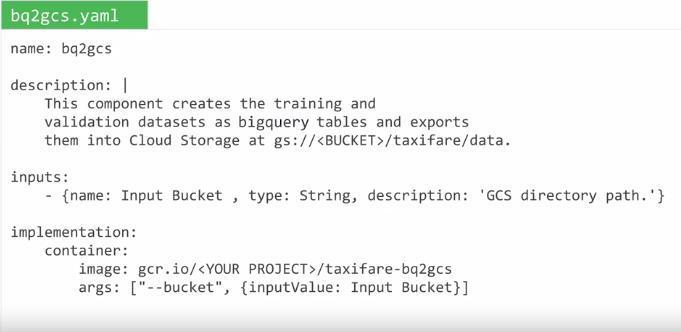 bq2gcs.yaml
name: bq2gcs
description: |
This component creates the training and
validation datasets as bigquery tables and exports
them into Cloud Storage at gs://<BUCKET>/taxifare/data.
inputs:
- {name: Input Bucket , type: String, description: 'GCS directory path.'}
implementation:
container:
image: gcr.io/<YOUR PROJECT>/taxifare-bq2gcs
args: ["--bucket", {inputValue: Input Bucket}]